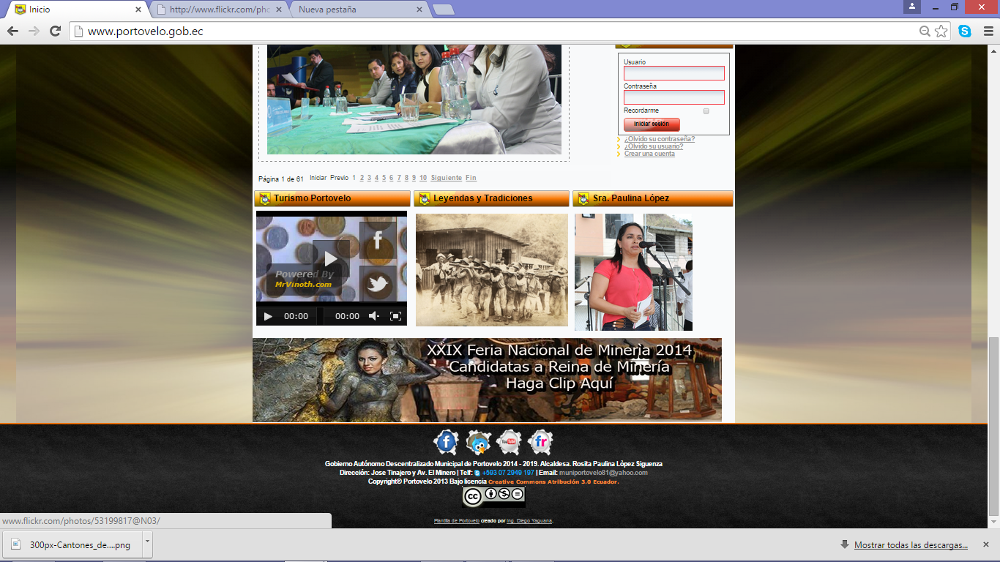 Inicio
http://www.flickr.com/pho
Nueva pestaña
www.portovelo.gob.ec
Usuario
Contraseña
Recordarme
Iniciar sesión
¿Olvido su contraseña?
¿Olvido su usuario?
Crear una cuenta
Página 1 de 61 Iniciar Previo 1 2 3 4 5 6 7 8 9 10 Siguiente Fin
Turismo Portovelo
Leyendas y Tradiciones
Sra. Paulina López
Powered By
MrVinoth.com
00:00 00:00
XXIX Feria Nacional de Minerìa 2014
Candidatas a Reina de Minería
Haga Clip Aquí
You Tube
Gobierno Autónomo Descentralizado Municipal de Portovelo 2014 - 2019. Alcaldesa. Rosita Paulina Lòpez Siguenza
Dirección: Jose Tinajero y Av. El Minero | Telf: +593 07 2949 197 | Email: muniportovelo81@yahoo.com
Copyright© Portovelo 2013 Bajo licencia Creative Commons Atribución 3.0 Ecuador.
cc
Plantilla de Portovelo creado por Ing. Diego Yaguana.
www.flickr.com/photos/53199817@N03/
300px-Cantones_de....png
Mostrar todas las descargas...